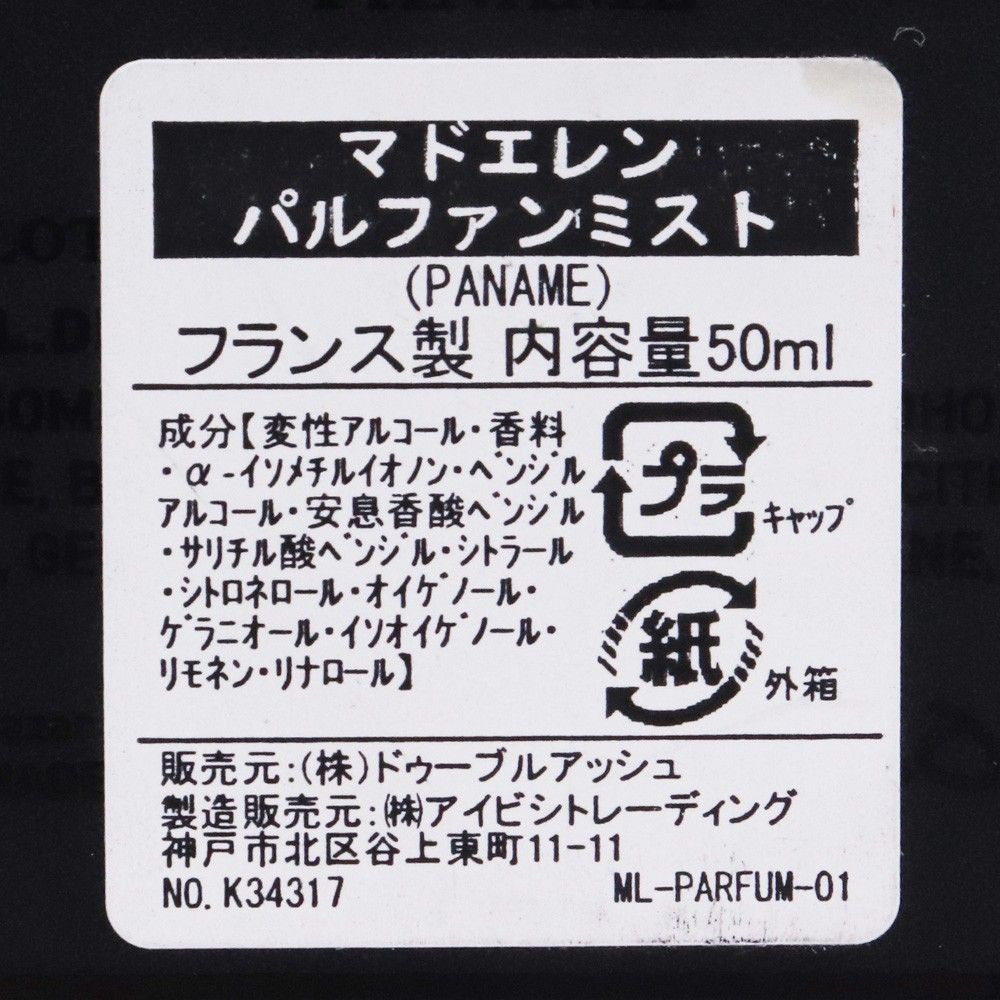 マドエレン
パルファンミスト
(PANAME)
フランス製 内容量50ml
成分【変性アルコール・香料
・α-イソメチルイオノン・ベンジル
アルコール・安息香酸ベンジル
・サリチル酸ベンジル・シトラール
・シトロネロール・オイゲノール・
ゲラニオール・イソオイゲノール・
リモネン・リナロール】
プラ
キャップ
紙
外箱
販売元:(株)ドゥーブルアッシュ
製造販売元:㈱アイビシトレーディング
神戸市北区谷上東町11-11
NO. K34317
ML-PARFUM-01